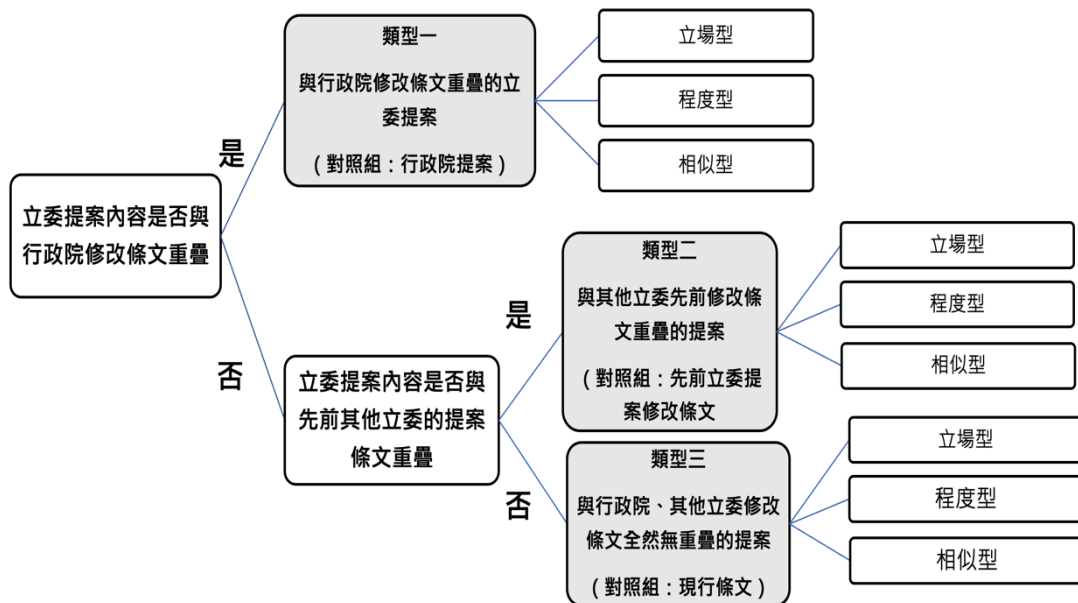 類型一
與行政院修改條文重疊的立
委提案
（對照組：行政院提案）
立場型
程度型
相似型
是
立委提案內容是否與
行政院修改條文重疊
否
立委提案內容是否與
先前其他立委的提案
條文重疊
是
類型二
與其他立委先前修改條
文重疊的提案
（對照組：先前立委提
案修改條文
立場型
程度型
相似型
否
類型三
與行政院、其他立委修改
條文全然無重疊的提案
（對照組：現行條文）
立場型
程度型
相似型